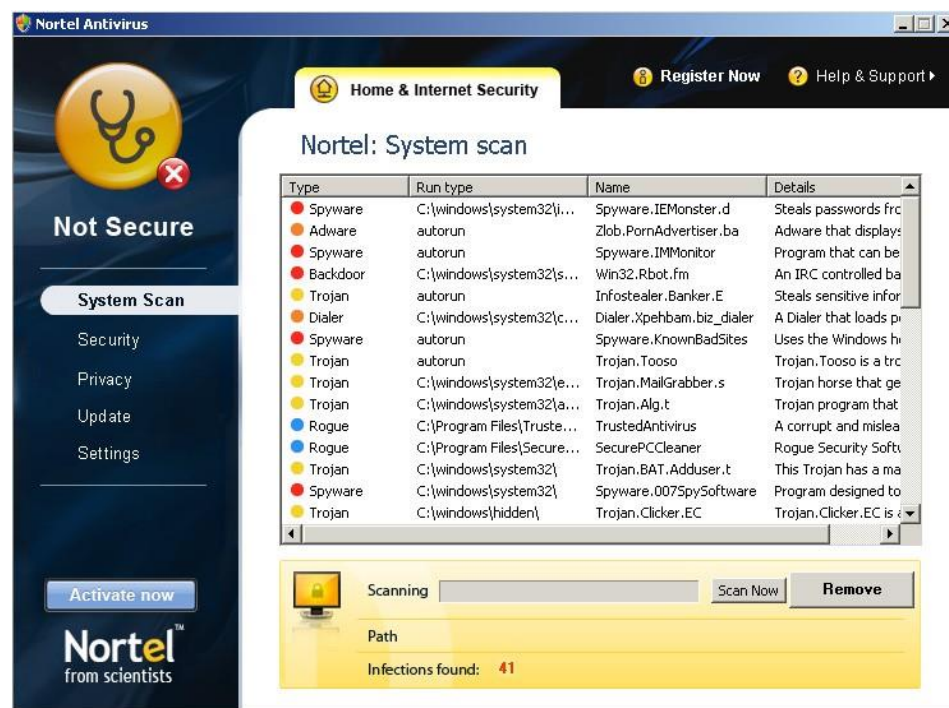 Nortel Antivirus
Home & Internet Security
Register Now
Help & Support
Not Secure
System Scan
Security
Privacy
Update
Settings
Activate now
Nortel™
from scientists
Nortel: System scan
Type Run type Name Details
Spyware C:\windows\system32\i... Spyware.IEMonster.d Steals passwords frc
Adware autorun Zlob.PornAdvertiser.ba Adware that displays
Spyware autorun Spyware.IMMonitor Program that can be
Backdoor C:\windows\system32\s... Win32.Rbot.fm An IRC controlled ba
Trojan autorun Infostealer.Banker.E Steals sensitive infor
Dialer C:\windows\system32\c... Dialer.Xpehbam.biz_dialer A Dialer that loads p
Spyware autorun Spyware.KnownBadSites Uses the Windows h
Trojan autorun Trojan.Tooso Trojan.Tooso is a trc
Trojan C:\windows\system32\e... Trojan.MailGrabber.s Trojan horse that ge
Trojan C:\windows\system32\a... Trojan.Alg.t Trojan program that
Rogue C:\Program Files\Truste... TrustedAntivirus A corrupt and mislea
Rogue C:\Program Files\Secure... SecurePCCleaner Rogue Security Softw
Trojan C:\windows\system32\ Trojan.BAT.Adduser.t This Trojan has a ma
Spyware C:\windows\system32\ Spyware.007SpySoftware Program designed to
Trojan C:\windows\hidden\ Trojan.Clicker.EC Trojan.Clicker.EC is
Scanning Scan Now Remove
Path
Infections found: 41